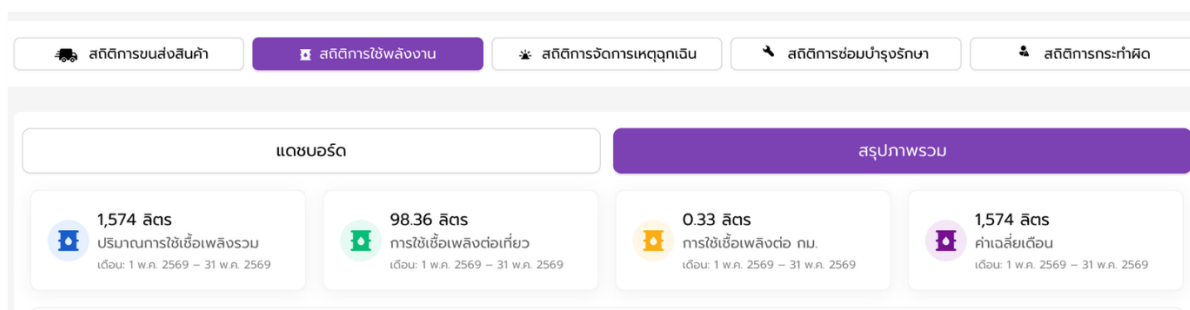 สถิติการขนส่งสินค้า
สถิติการใช้พลังงาน
สถิติการจัดการเหตุฉุกเฉิน
สถิติการซ่อมบำรุงรักษา
สถิติการกระทำผิด
แดชบอร์ด
สรุปภาพรวม
1,574 ลิตร
ปริมาณการใช้เชื้อเพลิงรวม
เดือน: 1 พ.ค. 2569 – 31 พ.ค. 2569
98.36 ลิตร
การใช้เชื้อเพลิงต่อเที่ยว
เดือน: 1 พ.ค. 2569 – 31 พ.ค. 2569
0.33 ลิตร
การใช้เชื้อเพลิงต่อ กม.
เดือน: 1 พ.ค. 2569 – 31 พ.ค. 2569
1,574 ลิตร
ค่าเฉลี่ยเดือน
เดือน: 1 พ.ค. 2569 – 31 พ.ค. 2569